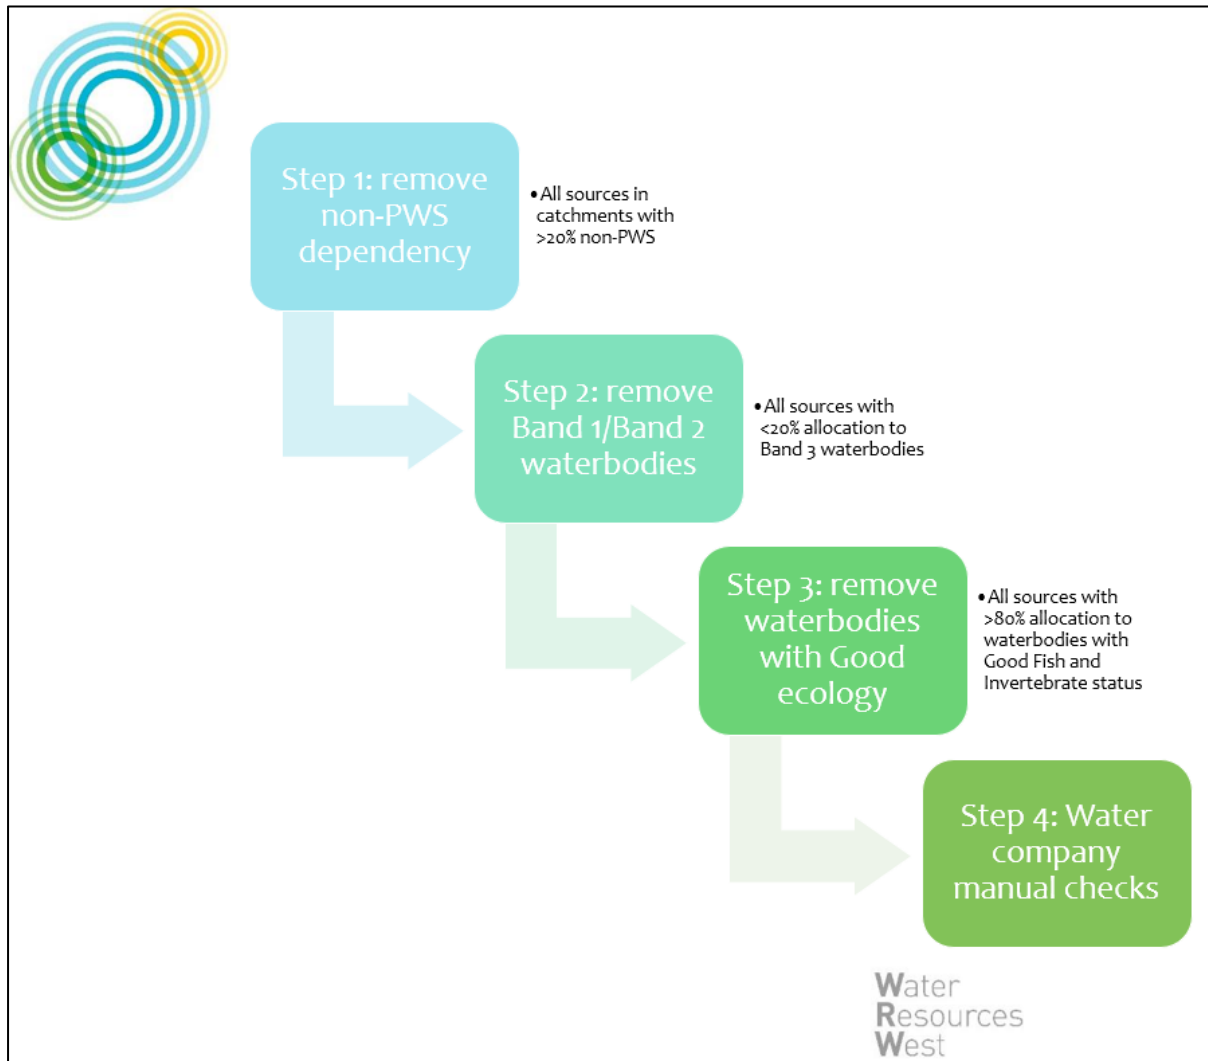 Step 1: remove
non-PWS
dependency
•All sources in
catchments with
>20% non-PWS
Step 2: remove
Band 1/Band 2
waterbodies
•All sources with
<20% allocation to
Band 3 waterbodies
Step 3: remove
waterbodies
with Good
ecology
•All sources with
>80% allocation to
waterbodies with
Good Fish and
Invertebrate status
Step 4: Water
company
manual checks
Water
Resources
West